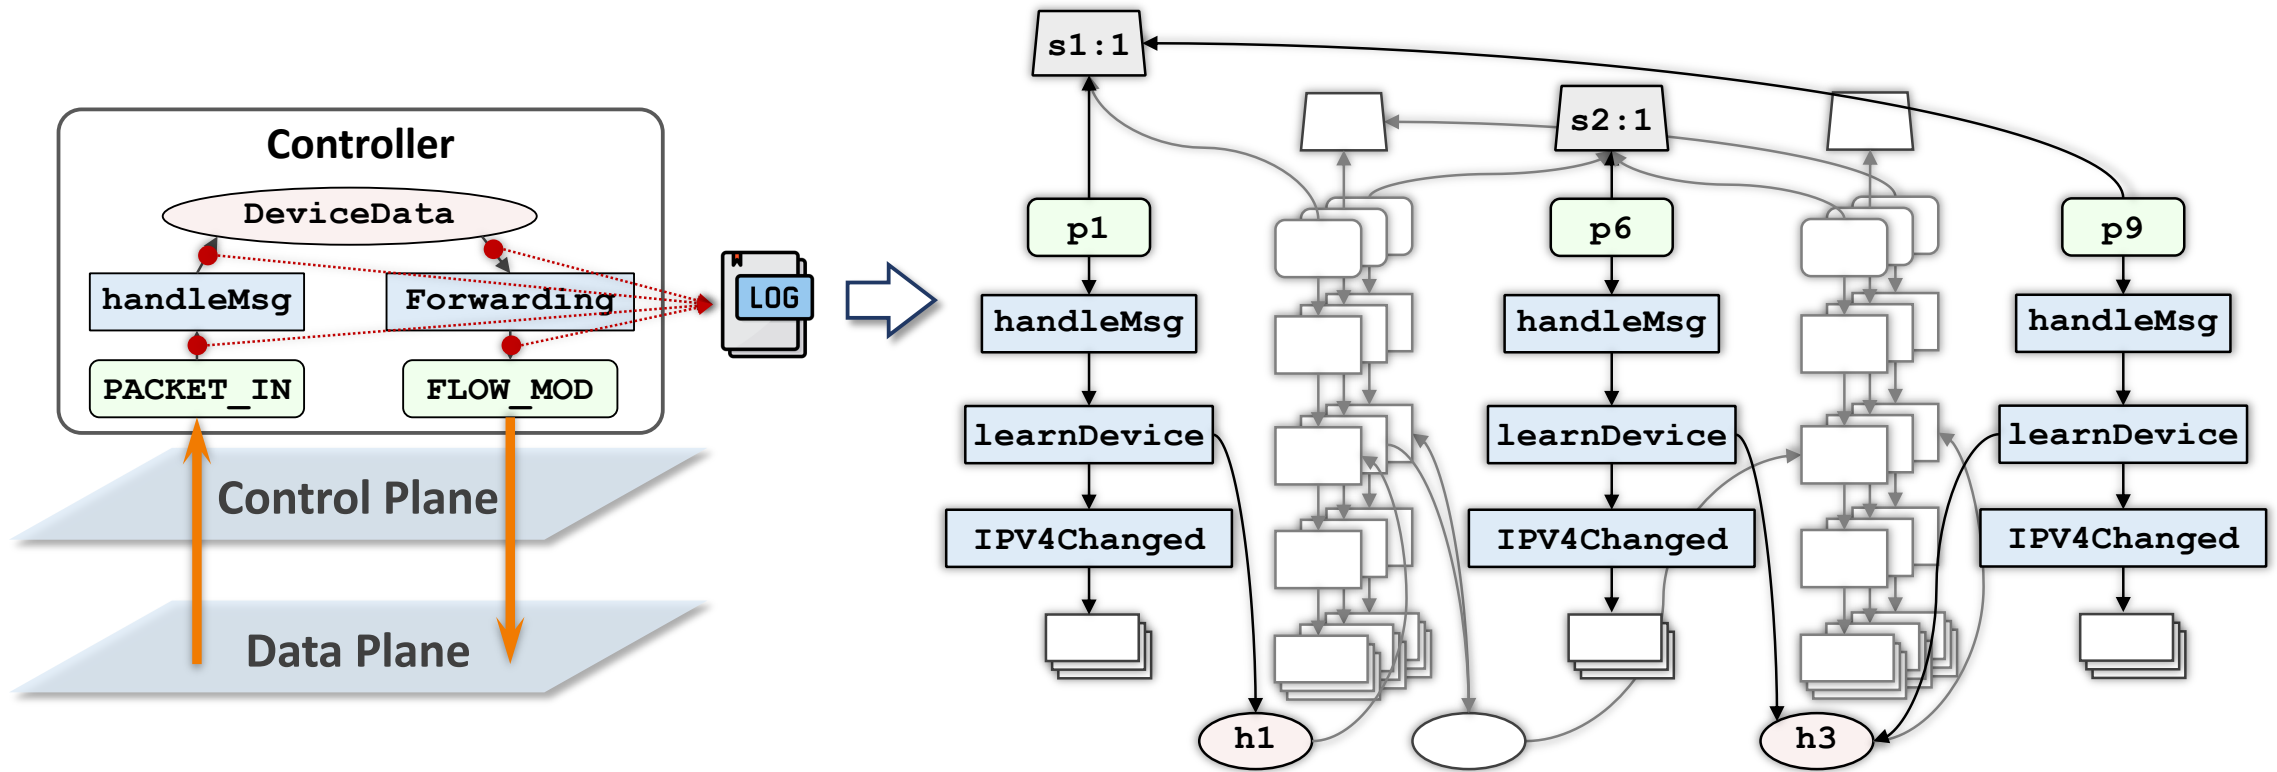 Controller
DeviceData
handleMsg
Forwarding
PACKET_IN
FLOW_MOD
Control Plane
Data Plane
LOG
s1:1
s2:1
p1
p6
p9
handleMsg
handleMsg
handleMsg
learnDevice
learnDevice
learnDevice
IPV4Changed
IPV4Changed
IPV4Changed
h1
h3